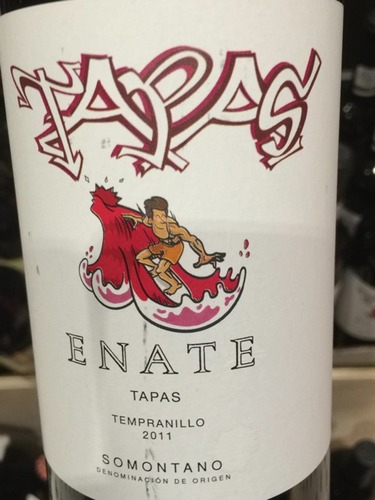 TAPAS
ENATE
TAPAS
TEMPRANILLO
2011
SOMONTANO
DENOMINACIÓN DE ORIGEN